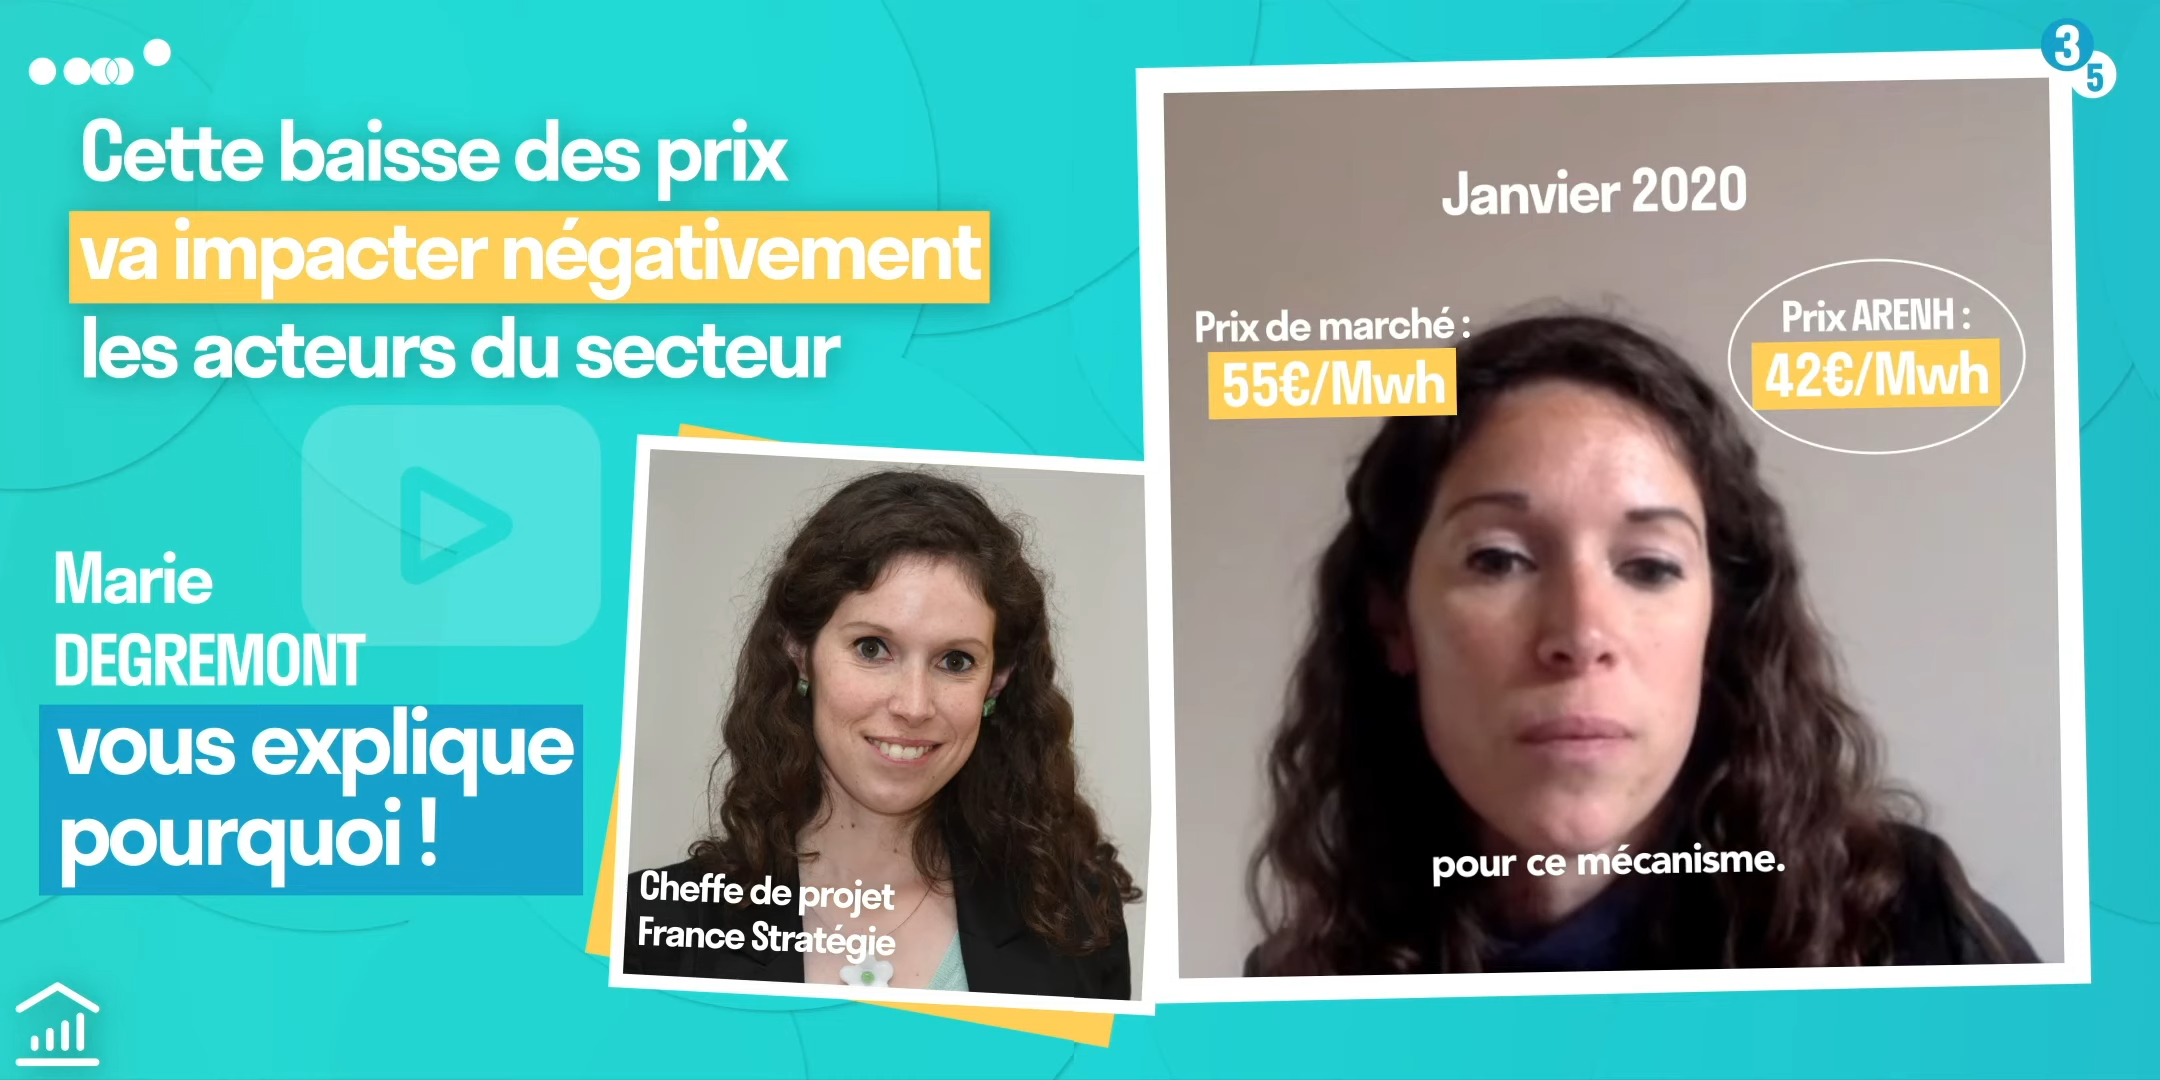 Cette baisse des prix
va impacter négativement
les acteurs du secteur
Marie
DEGREMONT
vous explique
pourquoi !
Cheffe de projet
France Stratégie
3
5
Janvier 2020
Prix de marché :
55€/Mwh
Prix ARENH :
42€/Mwh
pour ce mécanisme.